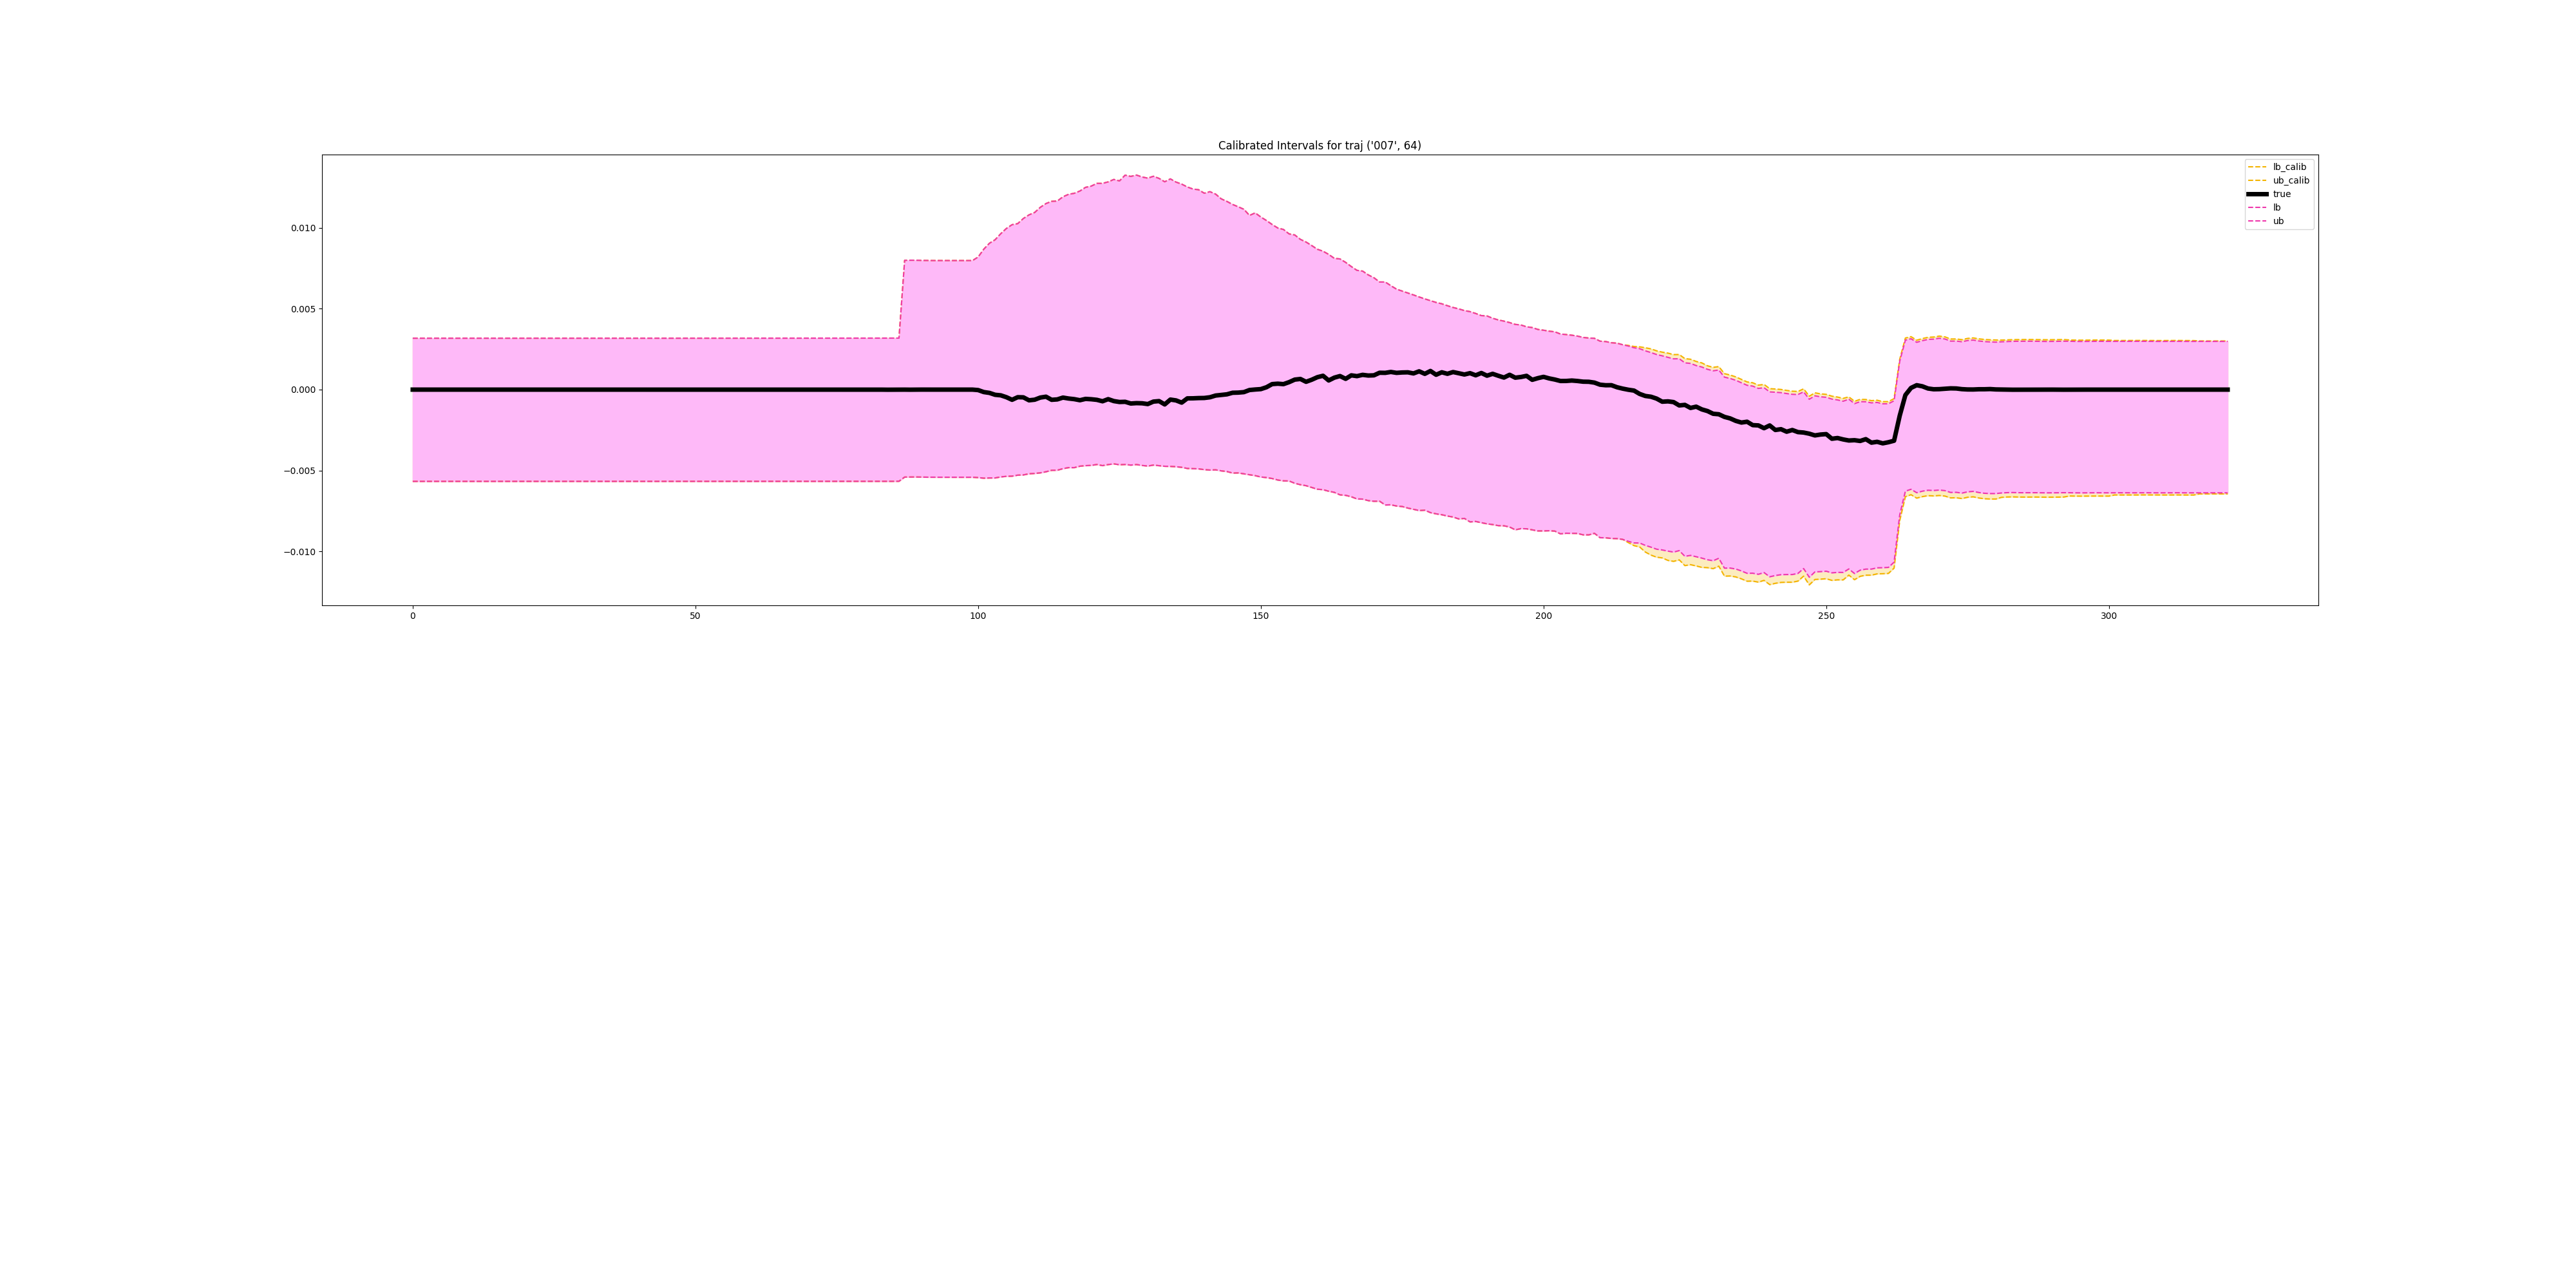 Calibrated Intervals for traj ('007', 64)
lb_calib
ub_calib
true
lb
ub
0.010
0.005
0.000
−0.005
−0.010
0 50 100 150 200 250 300